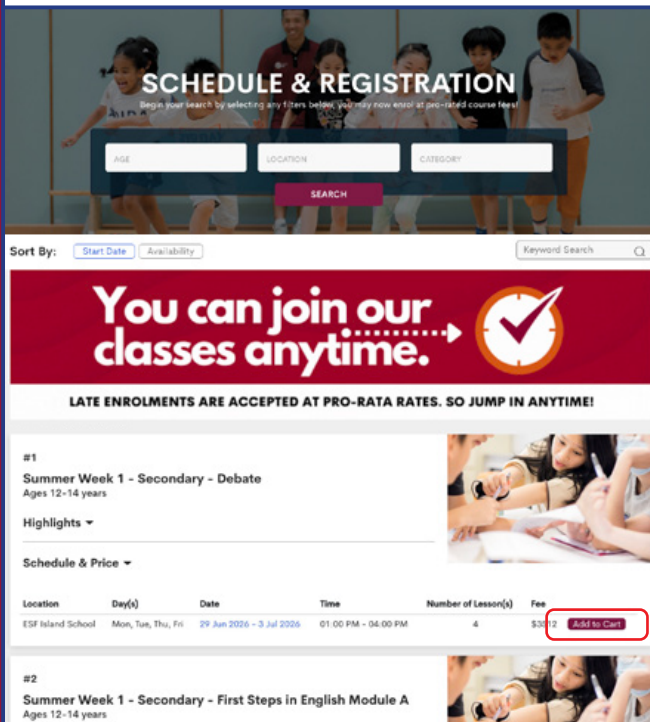 SCHEDULE & REGISTRATION
Begin your search by selecting any filters below, you may now enrol at pro-rated course fees!
AGE
LOCATION
CATEGORY
SEARCH
Sort By:
Start Date
Availability
Keyword Search
You can join our
classes anytime.
LATE ENROLMENTS ARE ACCEPTED AT PRO-RATA RATES. SO JUMP IN ANYTIME!
#1
Summer Week 1 - Secondary - Debate
Ages 12-14 years
Highlights
Schedule & Price
Location Day(s) Date Time Number of Lesson(s) Fee
ESF Island School Mon, Tue, Thu, Fri 29 Jun 2026 - 3 Jul 2026 01:00 PM - 04:00 PM 4 Add to Cart
#2
Summer Week 1 - Secondary - First Steps in English Module A
Ages 12-14 years